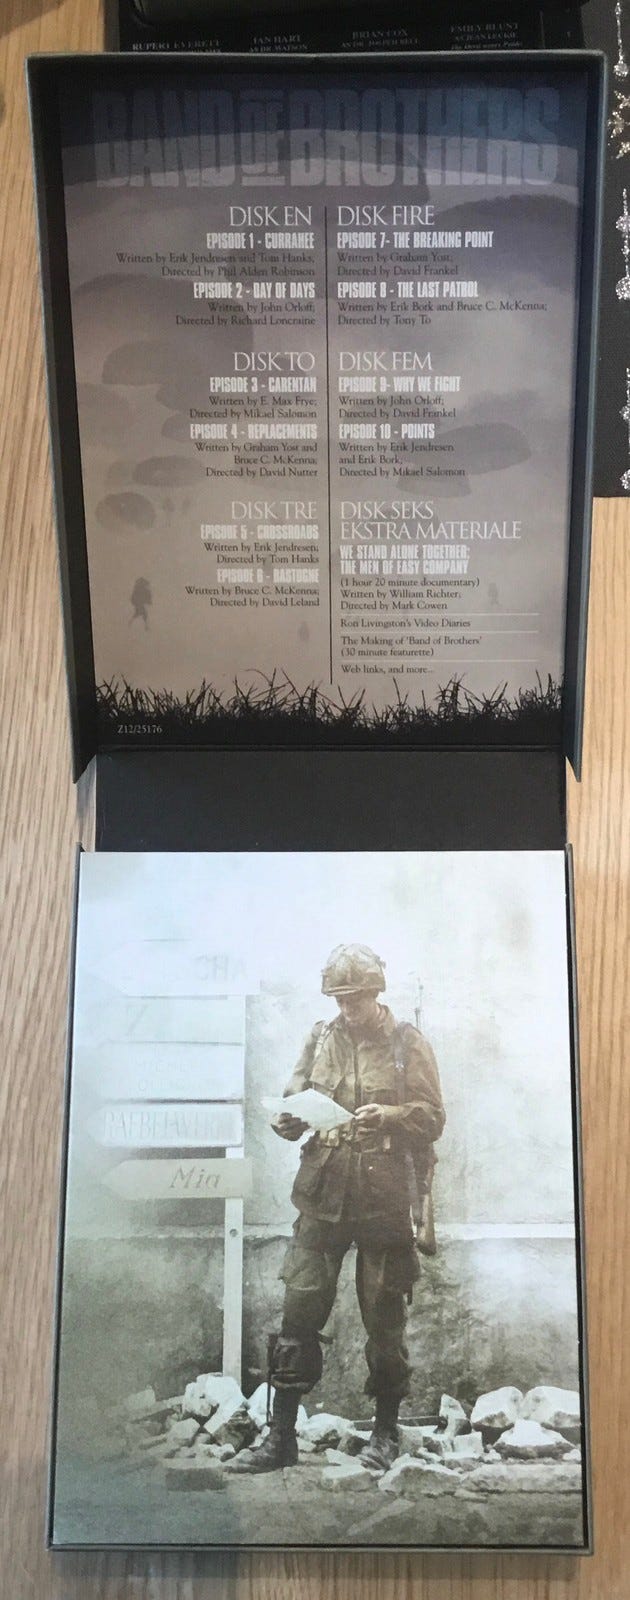 RUPERT EVERETT
IAN HART
AS DR. WATSON
BRIAN COX
AS DR. JOSEPH BELL
EMILY BLUNT
AS JEAN LECKIE
BAND OF BROTHERS
DISK EN
EPISODE 1 - CURRAHEE
Written by Erik Jendresen and Tom Hanks;
Directed by Phil Alden Robinson
EPISODE 2 - DAY OF DAYS
Written by John Orloff;
Directed by Richard Loncraine
DISK TO
EPISODE 3 - CARENTAN
Written by E. Max Frye;
Directed by Mikael Salomon
EPISODE 4 - REPLACEMENTS
Written by Graham Yost and
Bruce C. McKenna;
Directed by David Nutter
DISK TRE
EPISODE 5 - CROSSROADS
Written by Erik Jendresen;
Directed by Tom Hanks
EPISODE 6 - BASTOGNE
Written by Bruce C. McKenna;
Directed by David Leland
DISK FIRE
EPISODE 7- THE BREAKING POINT
Written by Graham Yost;
Directed by David Frankel
EPISODE 8 - THE LAST PATROL
Written by Erik Bork and Bruce C. McKenna;
Directed by Tony To
DISK FEM
EPISODE 9- WHY WE FIGHT
Written by John Orloff;
Directed by David Frankel
EPISODE 10 - POINTS
Written by Erik Jendresen
and Erik Bork;
Directed by Mikael Salomon
DISK SEKS
EKSTRA MATERIALE
WE STAND ALONE TOGETHER:
THE MEN OF EASY COMPANY
(1 hour 20 minute documentary)
Written by William Richter;
Directed by Mark Cowen
Ron Livingston's Video Diaries
The Making of 'Band of Brothers'
(30 minute featurette)
Web links, and more...
Z12/25176